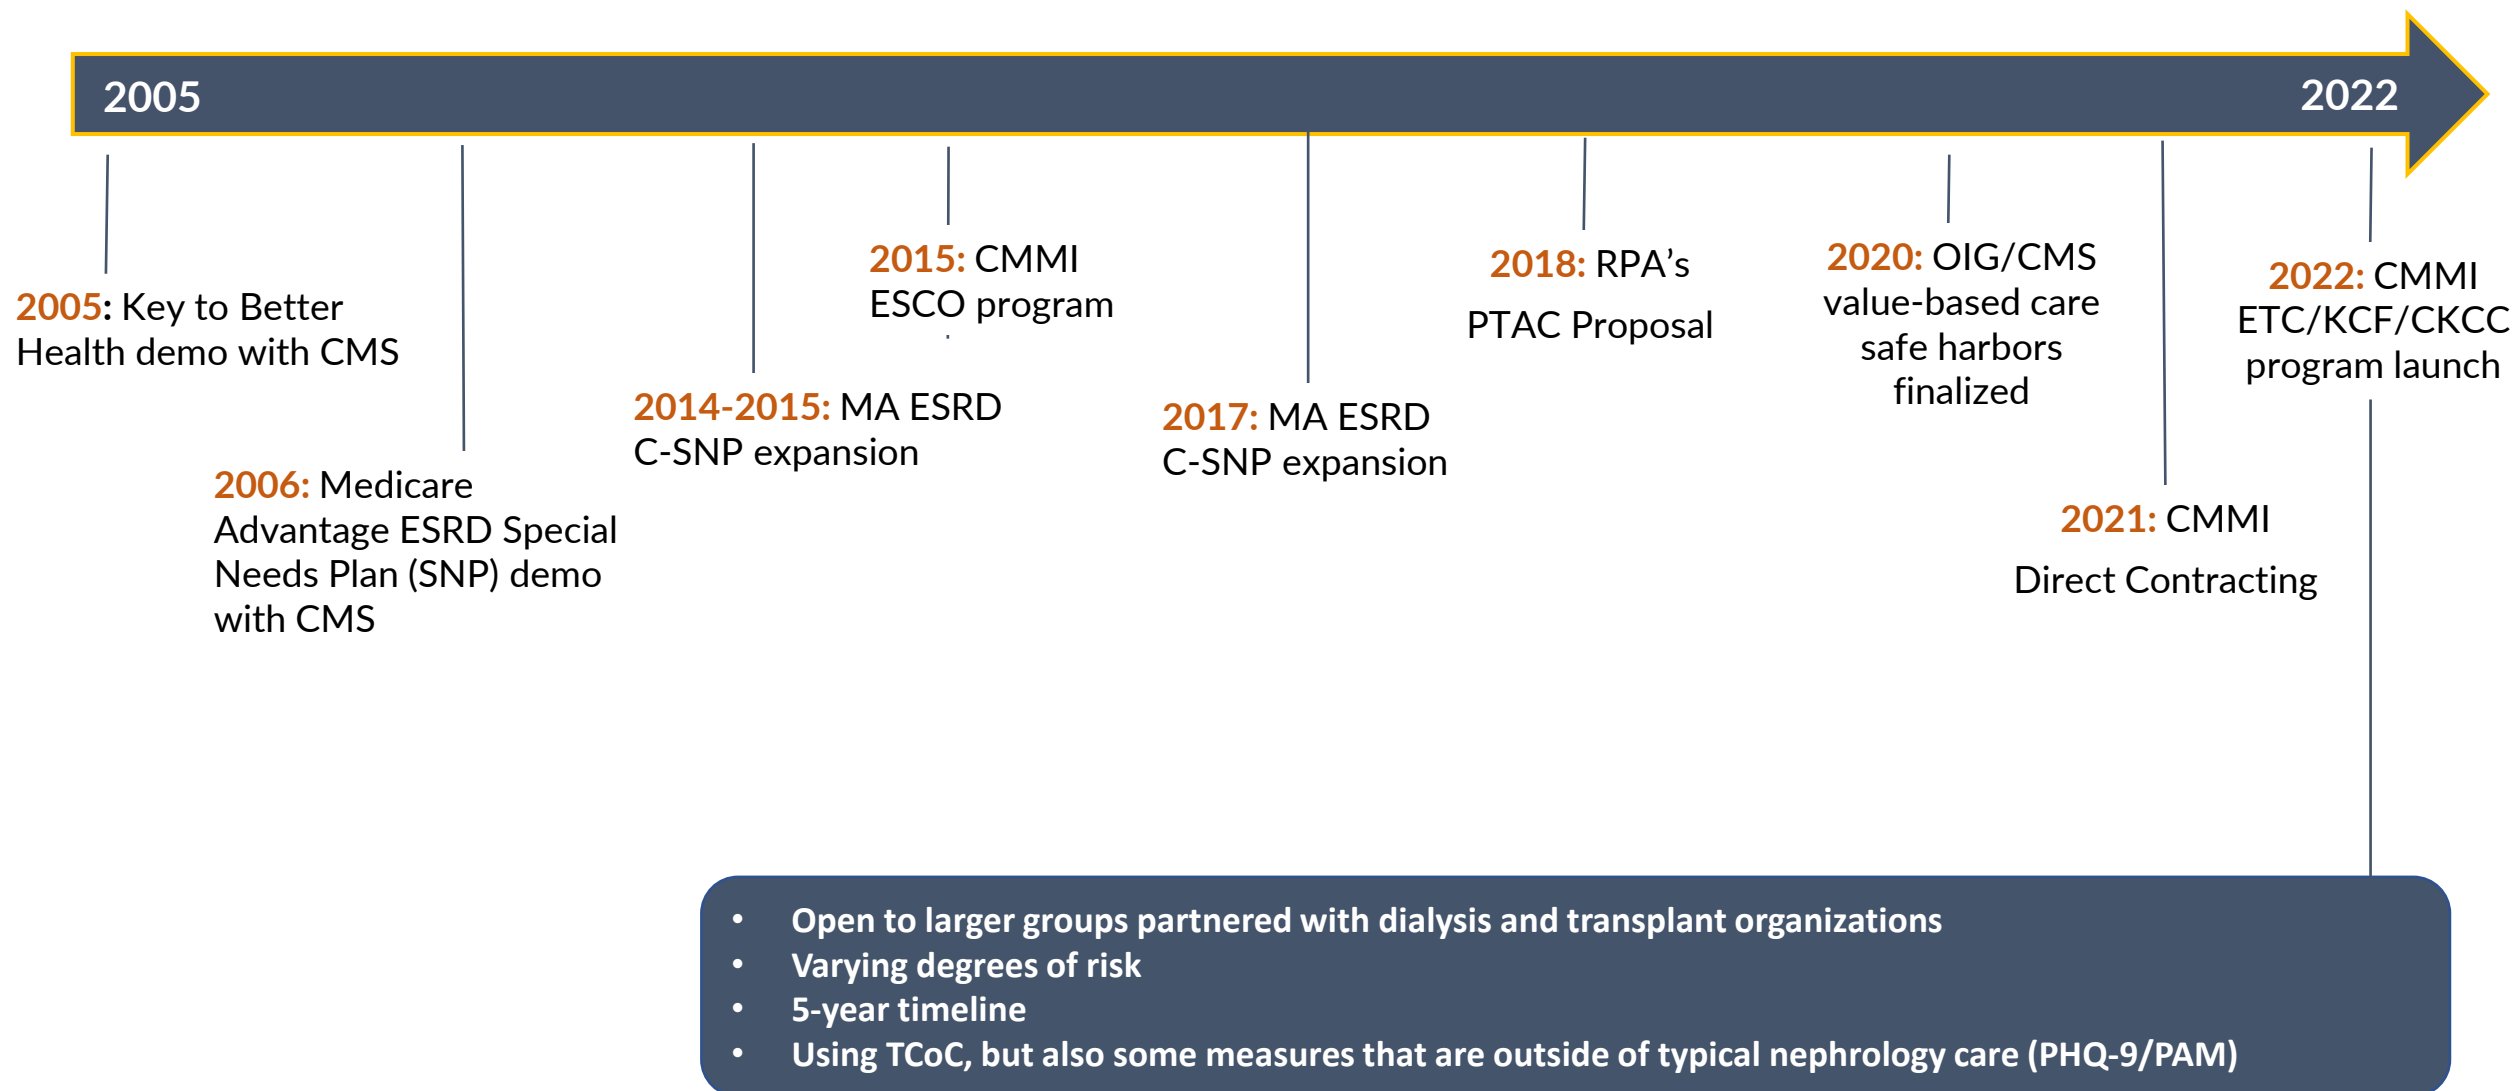 2005
2022
2005: Key to Better
Health demo with CMS
2006: Medicare
Advantage ESRD Special
Needs Plan (SNP) demo
with CMS
2014-2015: MA ESRD
C-SNP expansion
2015: CMMI
ESCO program
2017: MA ESRD
C-SNP expansion
2018: RPA’s
PTAC Proposal
2020: OIG/CMS
value-based care
safe harbors
finalized
2021: CMMI
Direct Contracting
2022: CMMI
ETC/KCF/CKCC
program launch
• Open to larger groups partnered with dialysis and transplant organizations
• Varying degrees of risk
• 5-year timeline
• Using TCoC, but also some measures that are outside of typical nephrology care (PHQ-9/PAM)